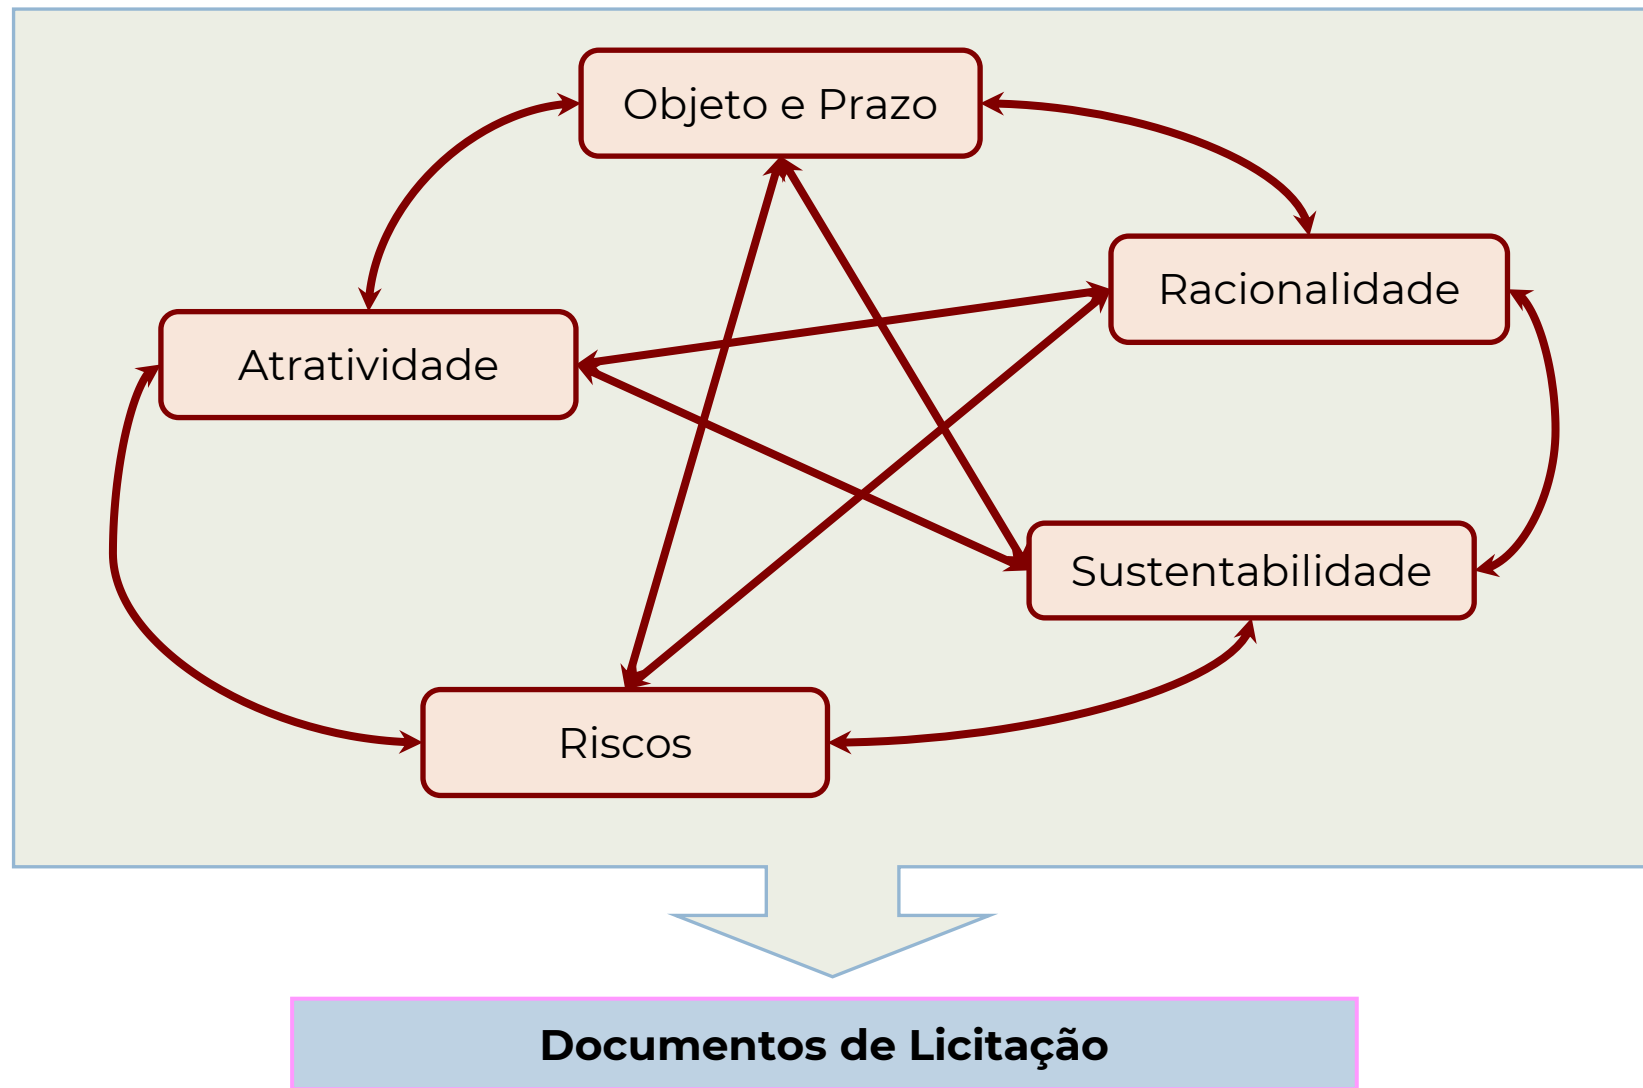 Objeto e Prazo
Racionalidade
Atratividade
Sustentabilidade
Riscos
Documentos de Licitação